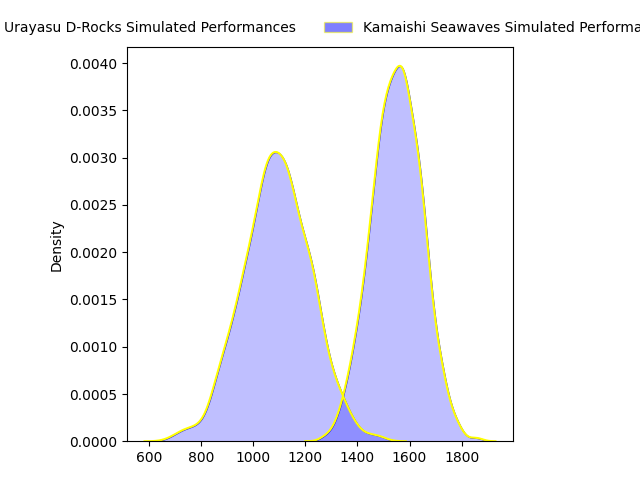 Urayasu D-Rocks Simulated Performances
Kamaishi Seawaves Simulated Performa
0.0040
0.0035
0.0030
0.0025
0.0020
0.0015
0.0010
0.0005
0.0000
Density
600 800 1000 1200 1400 1600 1800